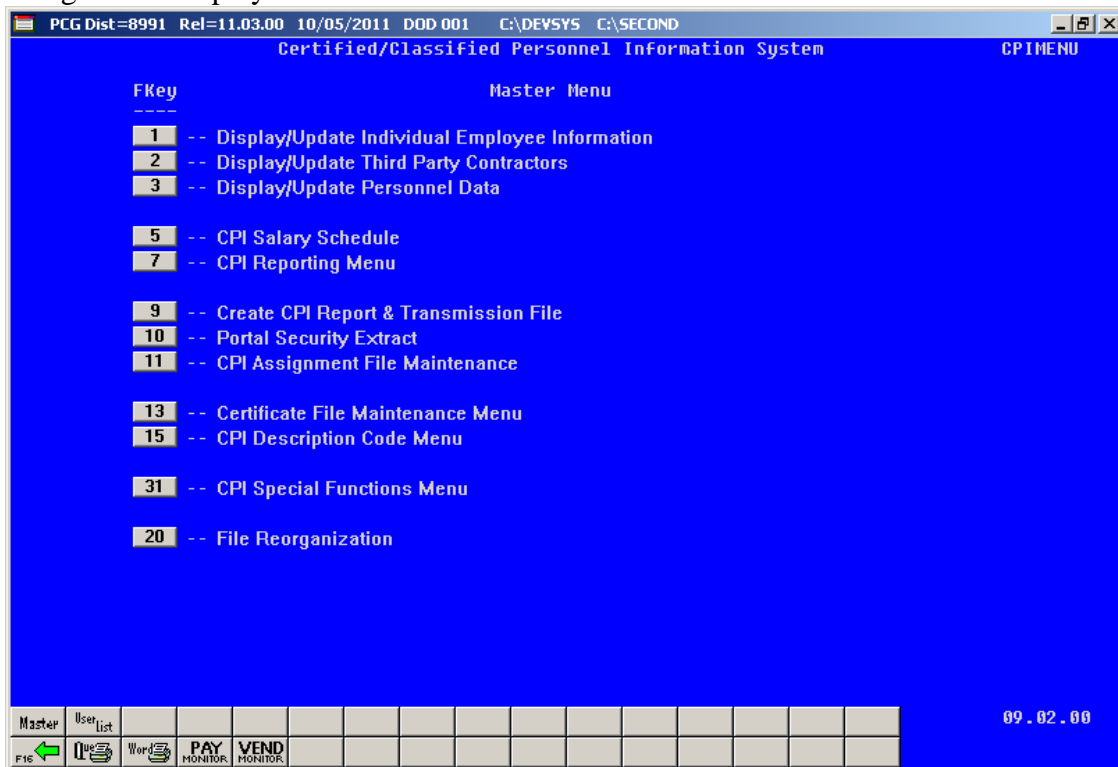 PCG Dist=8991 Rel=11.03.00 10/05/2011 DOD 001 C:\DEVSYS C:\SECOND
Certified/Classified Personnel Information System CPIMENU
FKey Master Menu
----
1 -- Display/Update Individual Employee Information
2 -- Display/Update Third Party Contractors
3 -- Display/Update Personnel Data
5 -- CPI Salary Schedule
7 -- CPI Reporting Menu
9 -- Create CPI Report & Transmission File
10 -- Portal Security Extract
11 -- CPI Assignment File Maintenance
13 -- Certificate File Maintenance Menu
15 -- CPI Description Code Menu
31 -- CPI Special Functions Menu
20 -- File Reorganization
Master User list 09.02.00
F16 Que Word PAY MONITOR VEND MONITOR